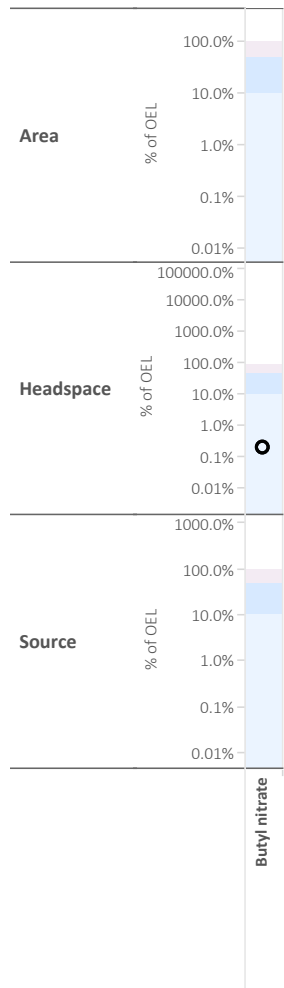 Area
% of OEL
100.0%
10.0%
1.0%
0.1%
0.01%
Headspace
% of OEL
100000.0%
10000.0%
1000.0%
100.0%
10.0%
1.0%
0.1%
0.01%
Source
% of OEL
1000.0%
100.0%
10.0%
1.0%
0.1%
0.01%
Butyl nitrate